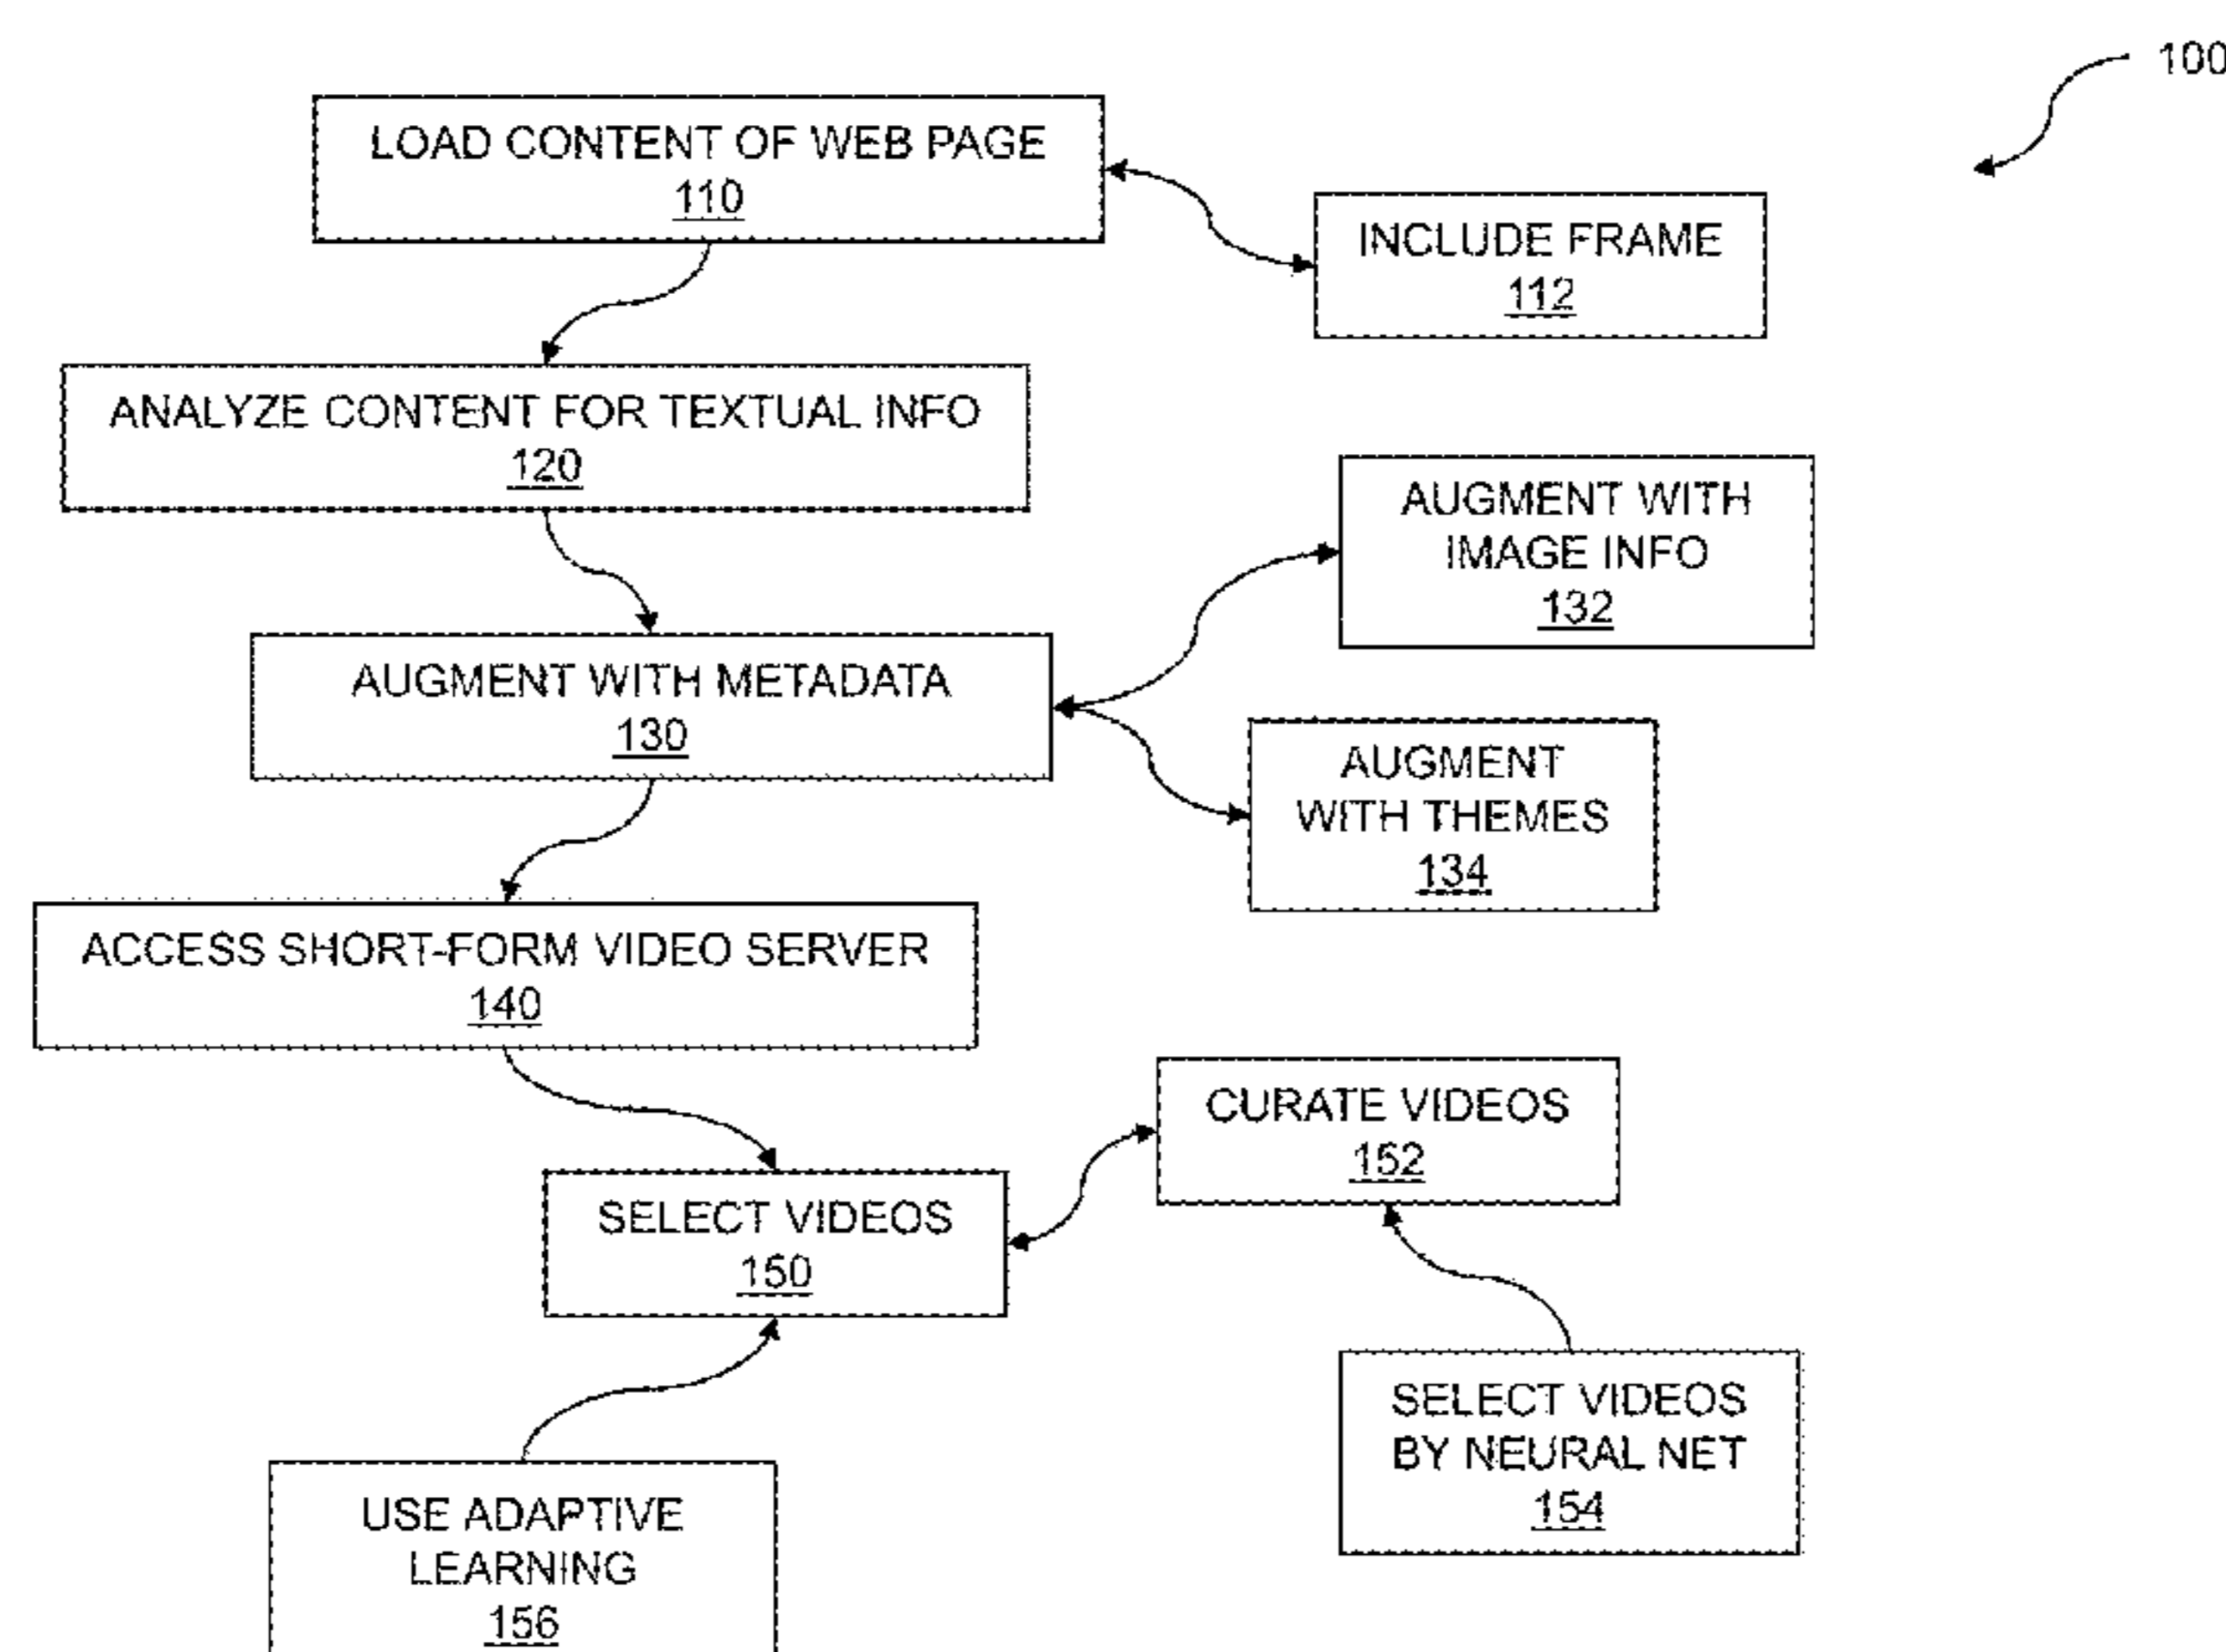 100
LOAD CONTENT OF WEB PAGE
110
INCLUDE FRAME
112
ANALYZE CONTENT FOR TEXTUAL INFO
120
AUGMENT WITH
IMAGE INFO
132
AUGMENT WITH METADATA
130
AUGMENT
WITH THEMES
134
ACCESS SHORT-FORM VIDEO SERVER
140
CURATE VIDEOS
152
SELECT VIDEOS
150
SELECT VIDEOS
BY NEURAL NET
154
USE ADAPTIVE
LEARNING
156